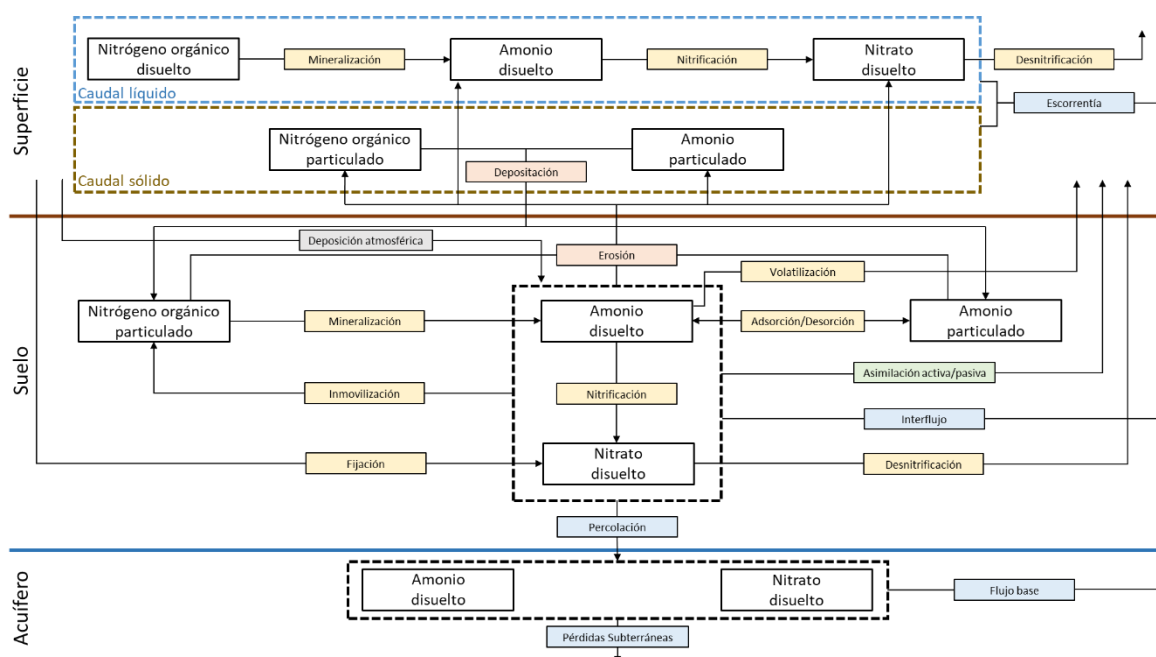 Superficie
Nitrógeno orgánico
disuelto
Mineralización
Amonio
disuelto
Nitrificación
Nitrato
disuelto
Desnitrificación
Caudal líquido
Escorrentía
Nitrógeno orgánico
particulado
Amonio
particulado
Depositación
Caudal sólido
Suelo
Deposición atmosférica
Erosión
Volatilización
Nitrógeno orgánico
particulado
Mineralización
Amonio
disuelto
Adsorción/Desorción
Amonio
particulado
Asimilación activa/pasiva
Inmovilización
Nitrificación
Interflujo
Fijación
Nitrato
disuelto
Desnitrificación
Percolación
Acuífero
Amonio
disuelto
Nitrato
disuelto
Flujo base
Pérdidas Subterráneas